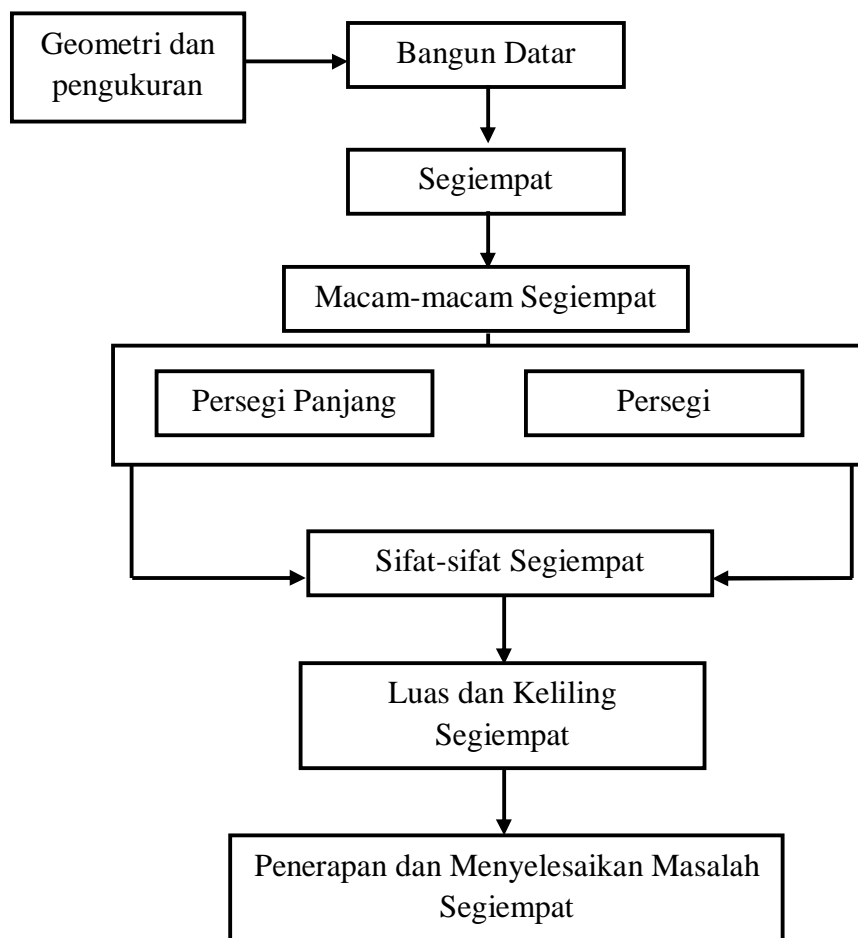 Geometri dan
pengukuran
Bangun Datar
Segiempat
Macam-macam Segiempat
Persegi Panjang
Persegi
Sifat-sifat Segiempat
Luas dan Keliling
Segiempat
Penerapan dan Menyelesaikan Masalah
Segiempat